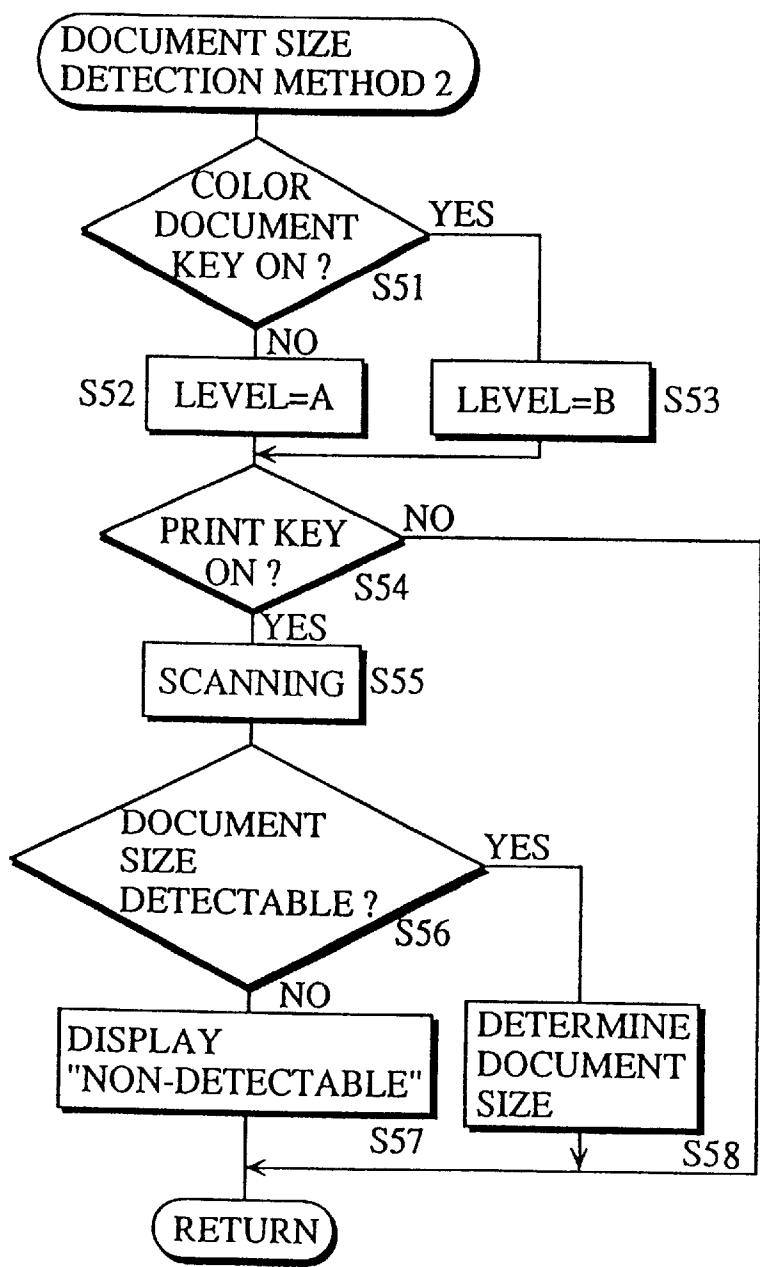 DOCUMENT SIZE
DETECTION METHOD 2
COLOR
DOCUMENT
KEY ON ?
YES
S51
NO
S52
LEVEL=A
LEVEL=B
S53
PRINT KEY
ON ?
NO
S54
YES
SCANNING
S55
DOCUMENT
SIZE
DETECTABLE ?
YES
S56
NO
DISPLAY
"NON-DETECTABLE"
S57
DETERMINE
DOCUMENT
SIZE
S58
RETURN